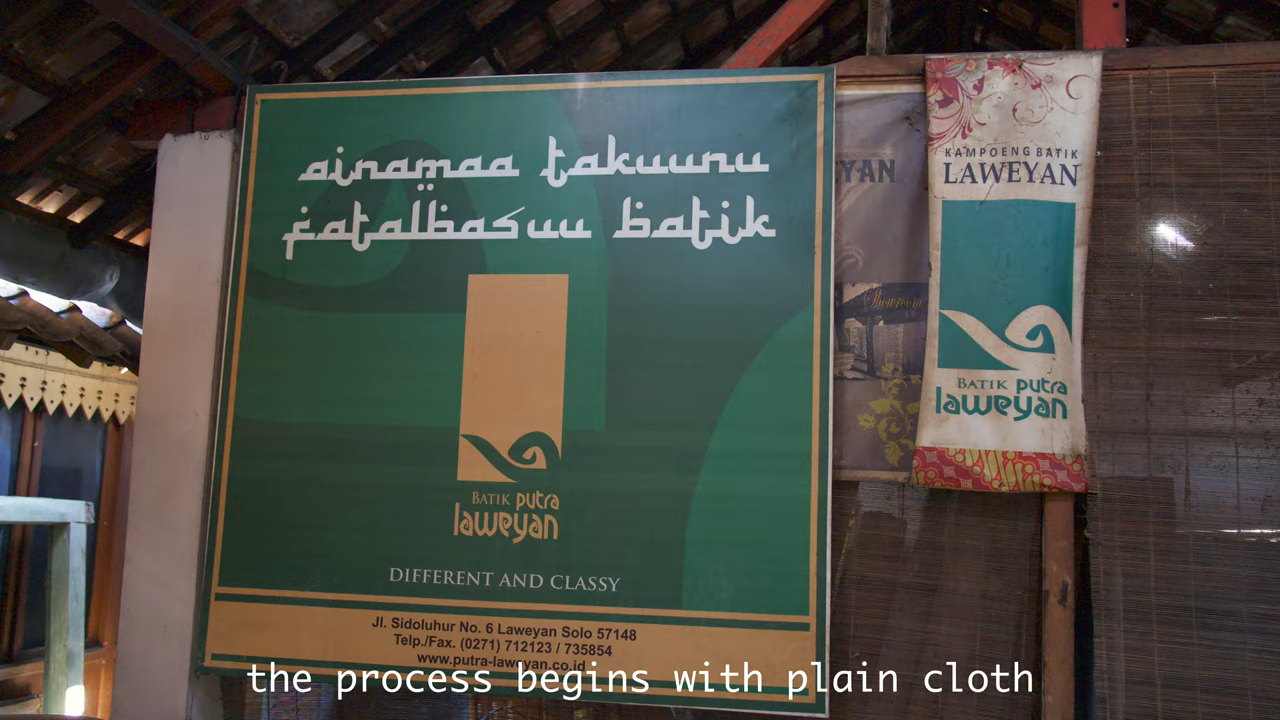 ainamaa takuunu
fatalbasuu batik
BATIK putra
laweyan
DIFFERENT AND CLASSY
Jl. Sidoluhur No. 6 Laweyan Solo 57148
Telp./Fax. (0271) 712123 / 735854
www.putra-laweyan.co.id
YAN
Showroom
KAMPOENG BATIK
LAWEYAN
BATIK putra
laweyan
the process begins with plain cloth